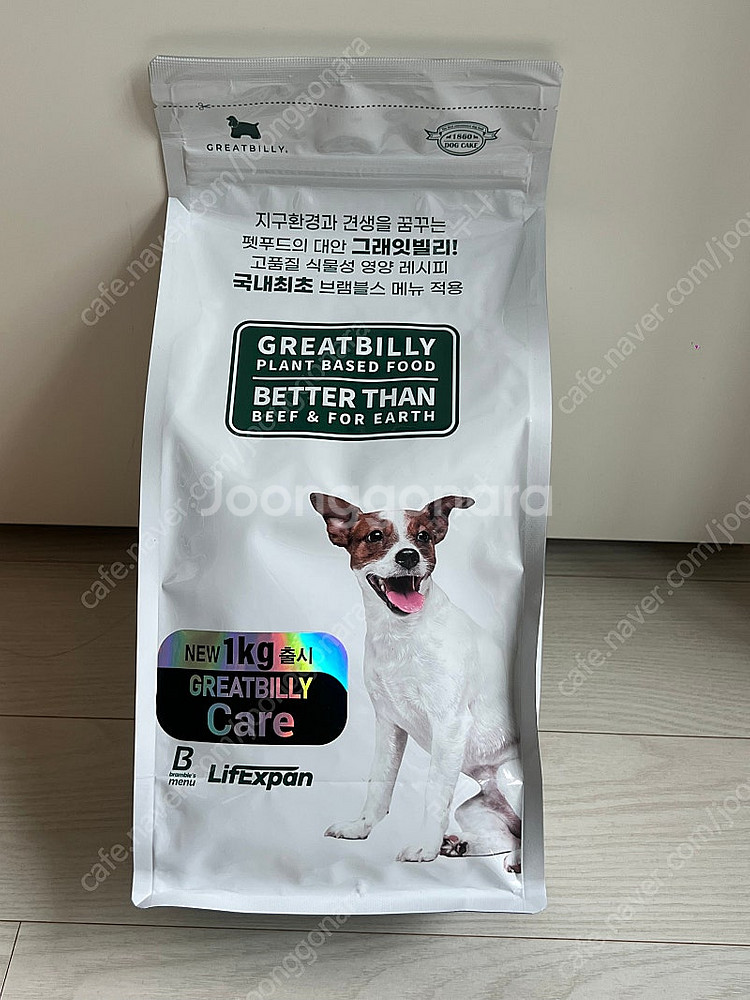 GREATBILLY.
1860
DOG CAKE
지구환경과 견생을 꿈꾸는
펫푸드의 대안 그래잇빌리!
고품질 식물성 영양 레시피
국내최초 브램블스 메뉴 적용
GREATBILLY
PLANT BASED FOOD
BETTER THAN
BEEF & FOR EARTH
Joonggonara
NEW 1kg 출시
GREATBILLY
Care
B
bramble's
menu
LifExpan
cafe.naver.com/joonggonara